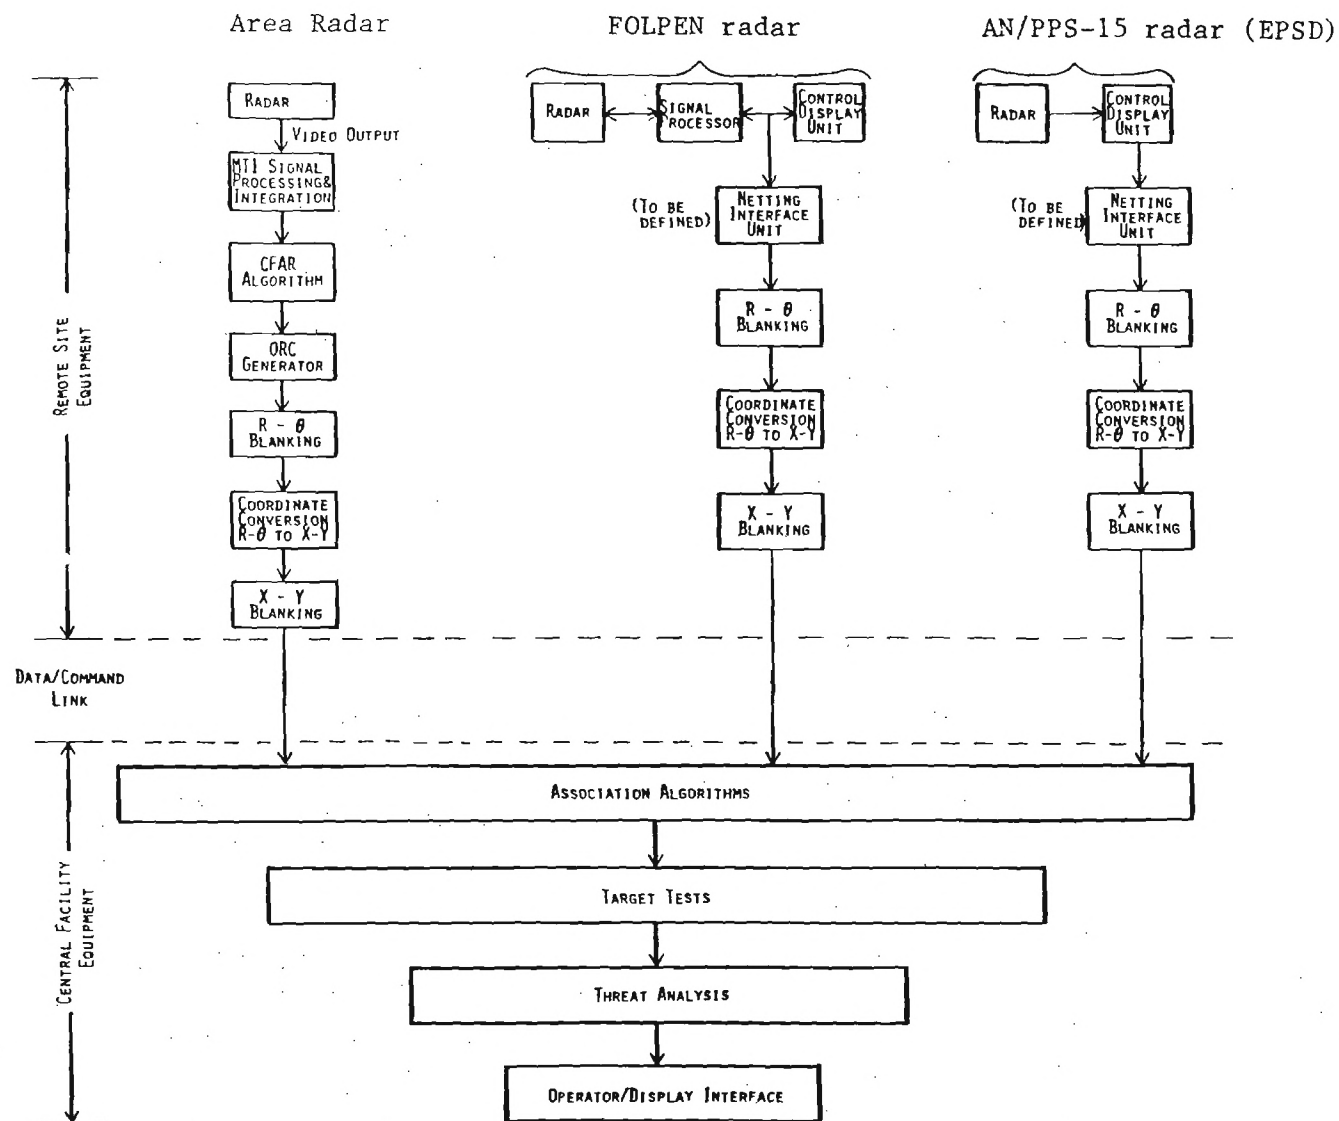 Area Radar
FOLPEN radar
AN/PPS-15 radar (EPSD)
RADAR
VIDEO OUTPUT
MTI SIGNAL
PROCESSING&
INTEGRATION
CFAR
ALGORITHM
ORC
GENERATOR
R - θ
BLANKING
COORDINATE
CONVERSION
R-θ TO X-Y
X - Y
BLANKING
RADAR
SIGNAL
PROCESSOR
CONTROL
DISPLAY
UNIT
(TO BE
DEFINED)
NETTING
INTERFACE
UNIT
R - θ
BLANKING
COORDINATE
CONVERSION
R-θ TO X-Y
X - Y
BLANKING
RADAR
CONTROL
DISPLAY
UNIT
(TO BE
DEFINED)
NETTING
INTERFACE
UNIT
R - θ
BLANKING
COORDINATE
CONVERSION
R-θ TO X-Y
X - Y
BLANKING
REMOTE SITE
EQUIPMENT
DATA/COMMAND
LINK
CENTRAL FACILITY
EQUIPMENT
ASSOCIATION ALGORITHMS
TARGET TESTS
THREAT ANALYSIS
OPERATOR/DISPLAY INTERFACE